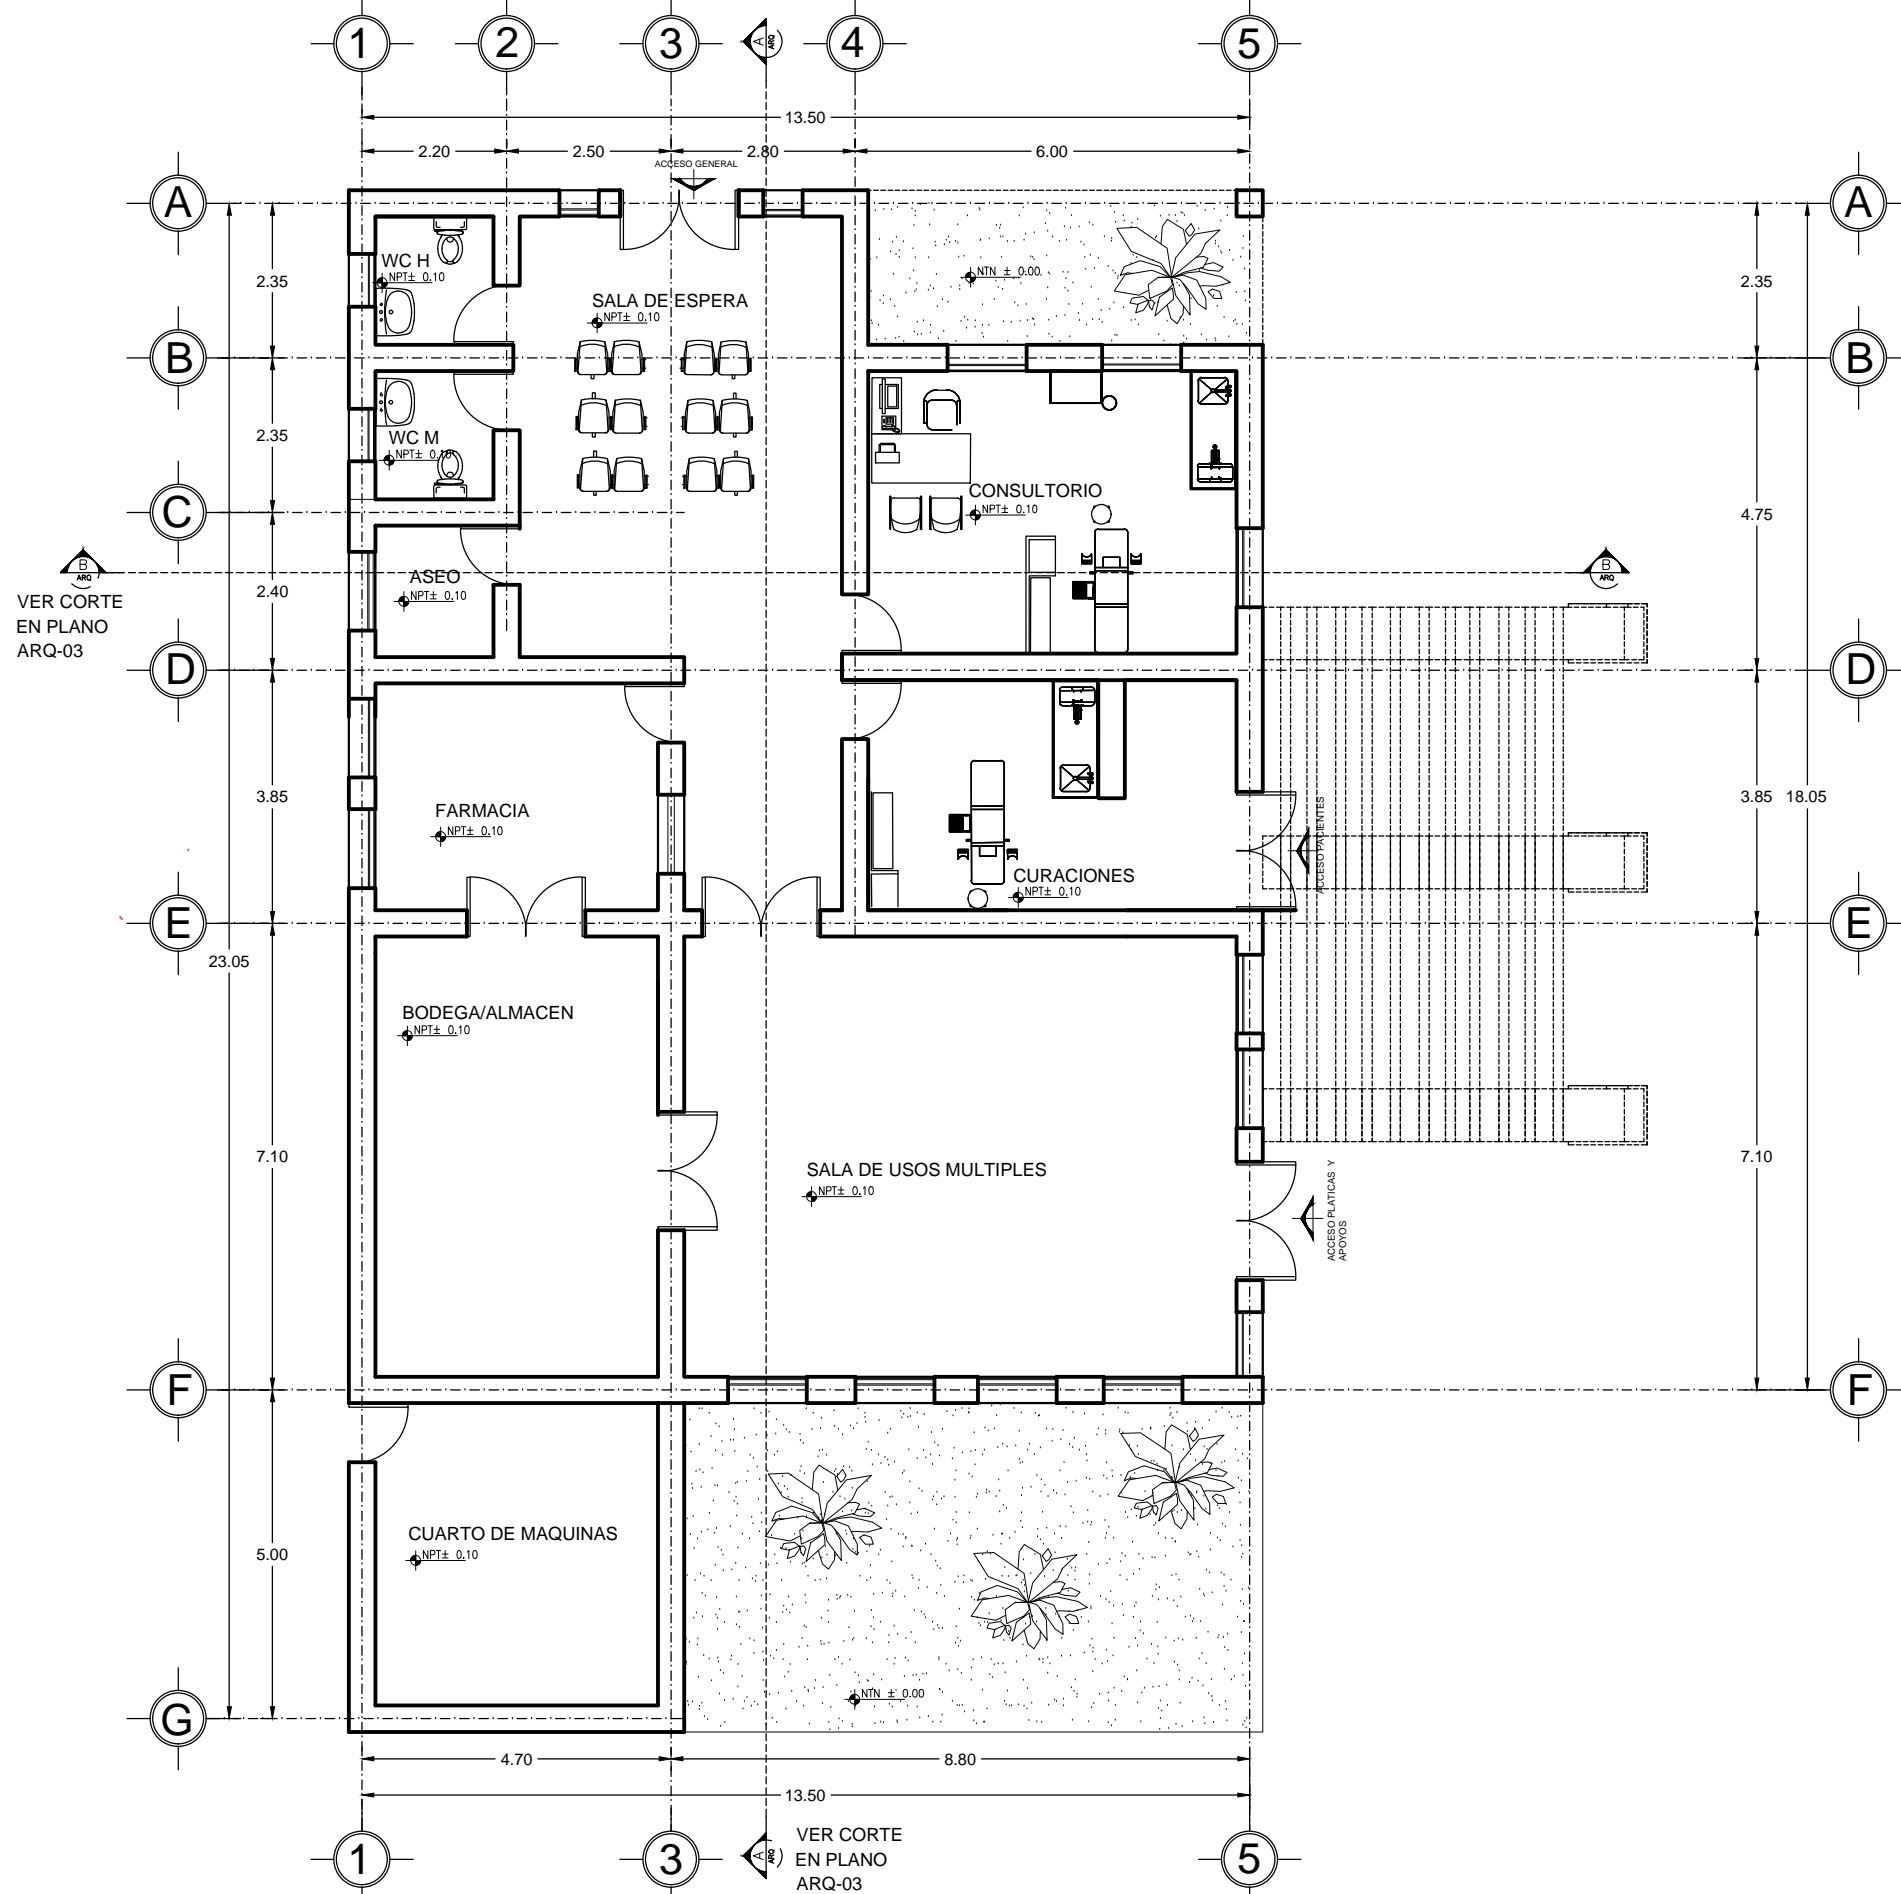 1
2
3
A
ARQ
4
5
13.50
2.20
2.50
2.80
6.00
ACCESO GENERAL
A
A
WC H
NPT± 0.10
2.35
NTN ± 0.00
2.35
SALA DE ESPERA
NPT± 0.10
B
B
2.35
WC M
NPT± 0.10
CONSULTORIO
NPT± 0.10
4.75
C
B
ARQ
VER CORTE
EN PLANO
ARQ-03
ASEO
NPT± 0.10
2.40
B
ARQ
D
D
3.85
FARMACIA
NPT± 0.10
3.85
18.05
ACCESO PACIENTES
CURACIONES
NPT± 0.10
E
E
23.05
BODEGA/ALMACEN
NPT± 0.10
7.10
SALA DE USOS MULTIPLES
NPT± 0.10
7.10
ACCESO PLATICAS Y
APOYOS
F
F
CUARTO DE MAQUINAS
NPT± 0.10
5.00
NTN ± 0.00
G
4.70
8.80
13.50
1
3
A
ARQ
VER CORTE
EN PLANO
ARQ-03
5